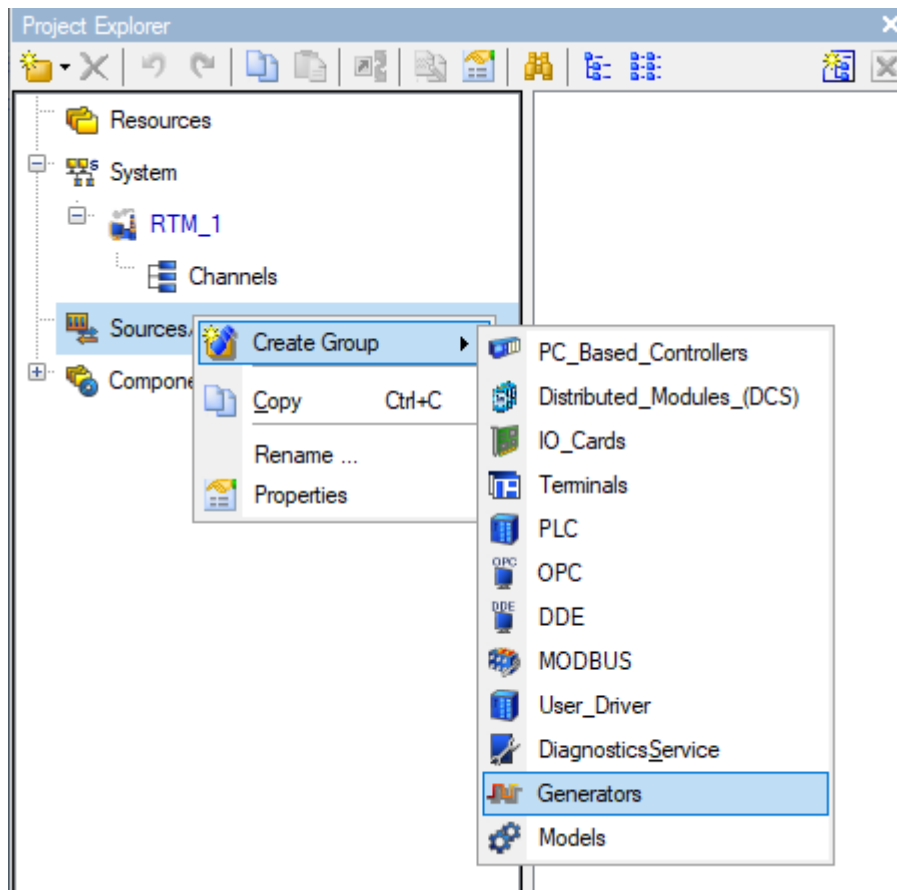 Project Explorer
Resources
System
RTM_1
Channels
Sources
Compone
Create Group
Copy Ctrl+C
Rename ...
Properties
PC_Based_Controllers
Distributed_Modules_(DCS)
IO_Cards
Terminals
PLC
OPC
OPC
DDE
DDE
MODBUS
User_Driver
DiagnosticsService
Generators
Models